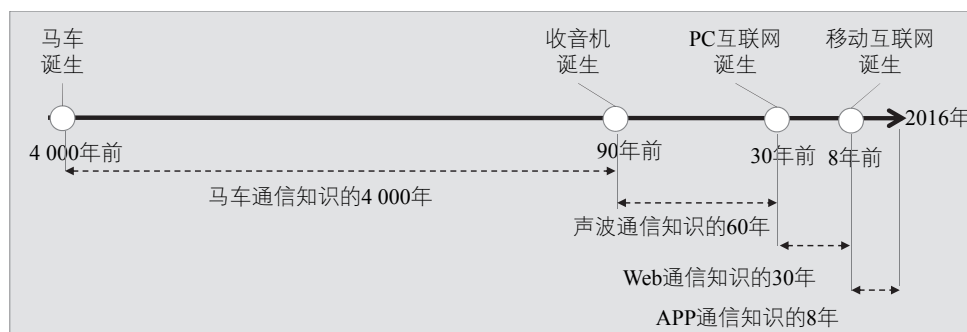 马车
诞生
收音机
诞生
PC互联网
诞生
移动互联网
诞生
2016年
4 000年前
90年前
30年前
8年前
马车通信知识的4 000年
声波通信知识的60年
Web通信知识的30年
APP通信知识的8年